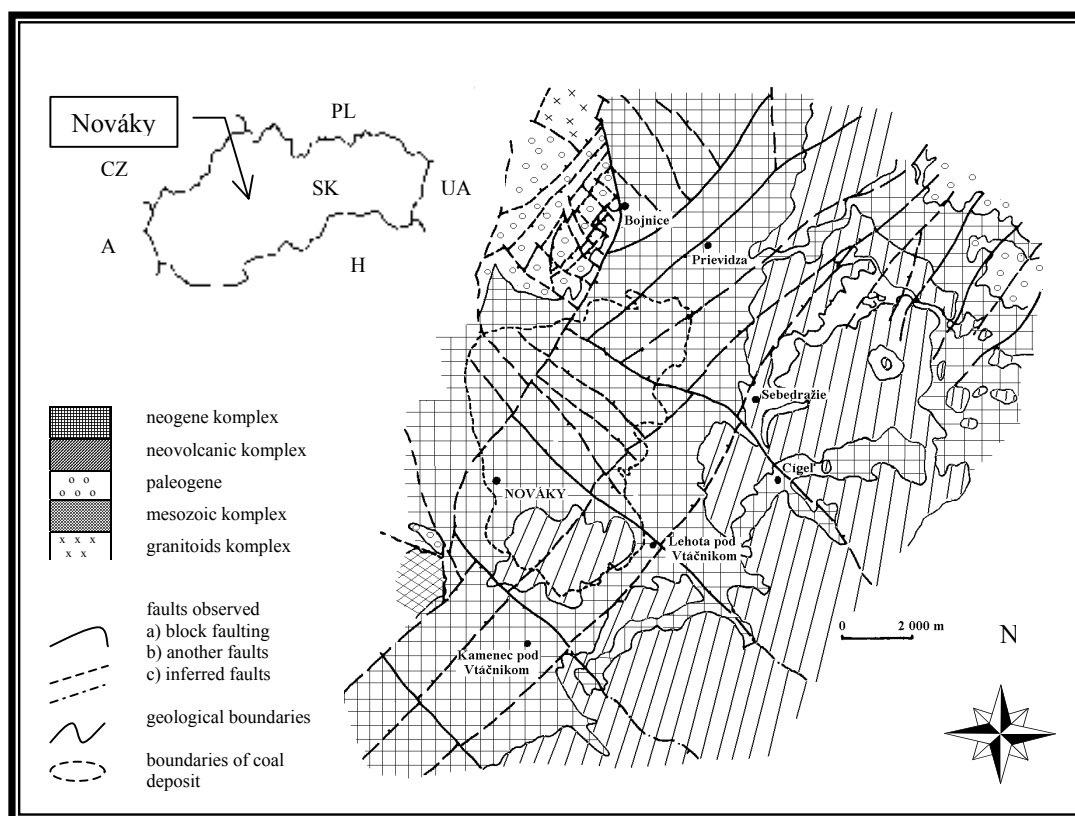 Nováky
PL
CZ
SK
UA
A
H
Bojnice
Prievidza
Sebedražie
Cígeľ
NOVÁKY
Lehota pod
Vtáčnikom
Kamenec pod
Vtáčnikom
0 2 000 m
N
neogene komplex
neovolcanic komplex
paleogene
mesozoic komplex
granitoids komplex
faults observed
a) block faulting
b) another faults
c) inferred faults
geological boundaries
boundaries of coal
deposit